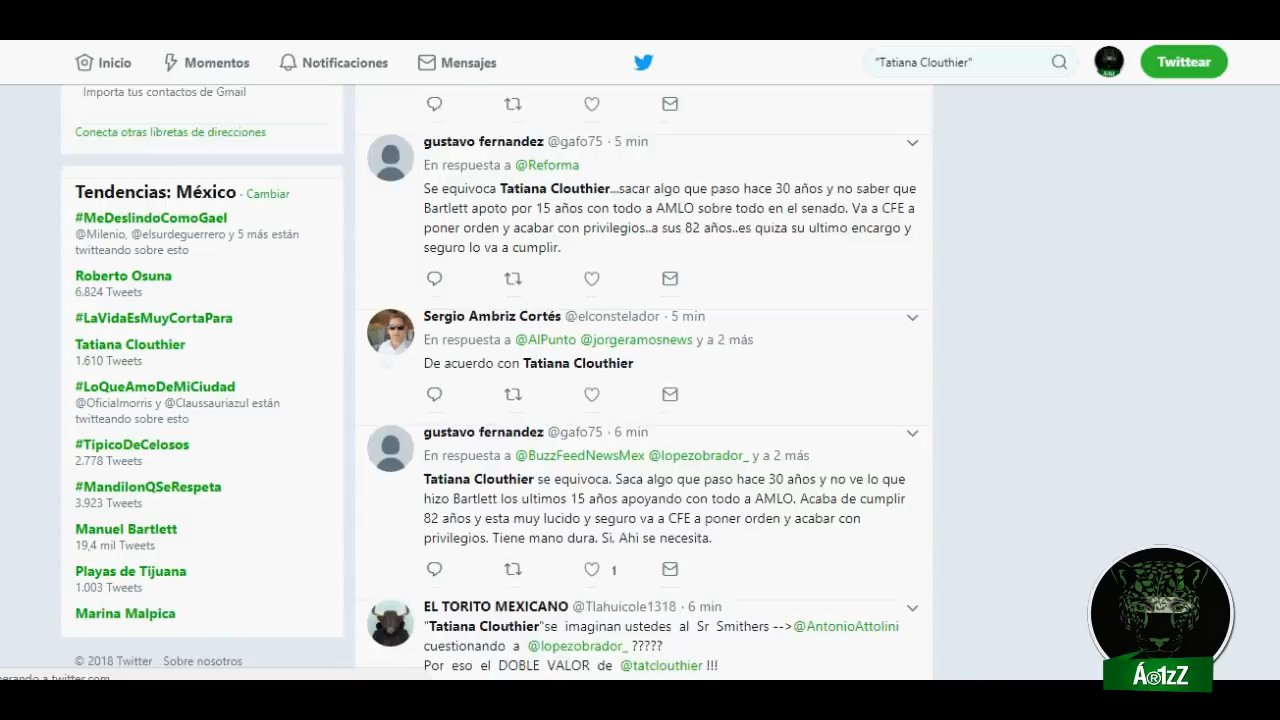 Inicio
Momentos
Notificaciones
Mensajes
"Tatiana Clouthier"
Twittear
Importa tus contactos de Gmail
Conecta otras libretas de direcciones
Tendencias: México · Cambiar
#MeDeslindoComoGael
@Milenio, @elsurdeguerrero y 5 más están
twitteando sobre esto
Roberto Osuna
6.824 Tweets
#LaVidaEsMuyCortaPara
Tatiana Clouthier
1.610 Tweets
#LoQueAmoDeMiCiudad
@Oficialmorris y @Claussauriazul están
twitteando sobre esto
#TipicoDeCelosos
2.778 Tweets
#MandilonQSeRespeta
3.923 Tweets
Manuel Bartlett
19,4 mil Tweets
Playas de Tijuana
1.003 Tweets
Marina Malpica
© 2018 Twitter Sobre nosotros
perando a twitter.com
gustavo fernandez @gafo75 · 5 min
En respuesta a @Reforma
Se equivoca Tatiana Clouthier...sacar algo que paso hace 30 años y no saber que
Bartlett apoto por 15 años con todo a AMLO sobre todo en el senado. Va a CFE a
poner orden y acabar con privilegios..a sus 82 años..es quiza su ultimo encargo y
seguro lo va a cumplir.
Sergio Ambriz Cortés @elconstelador · 5 min
En respuesta a @AlPunto @jorgeramosnews y a 2 más
De acuerdo con Tatiana Clouthier
gustavo fernandez @gafo75 · 6 min
En respuesta a @BuzzFeedNewsMex @lopezobrador_ y a 2 más
Tatiana Clouthier se equivoca. Saca algo que paso hace 30 años y no ve lo que
hizo Bartlett los ultimos 15 años apoyando con todo a AMLO. Acaba de cumplir
82 años y esta muy lucido y seguro va a CFE a poner orden y acabar con
privilegios. Tiene mano dura. Si, Ahi se necesita.
1
EL TORITO MEXICANO @Tlahuicole1318 · 6 min
"Tatiana Clouthier"se imaginan ustedes al Sr Smithers -->@AntonioAttolini
cuestionando a @lopezobrador_ ?????
Por eso el DOBLE VALOR de @tatclouthier !!!
Á®1zZ